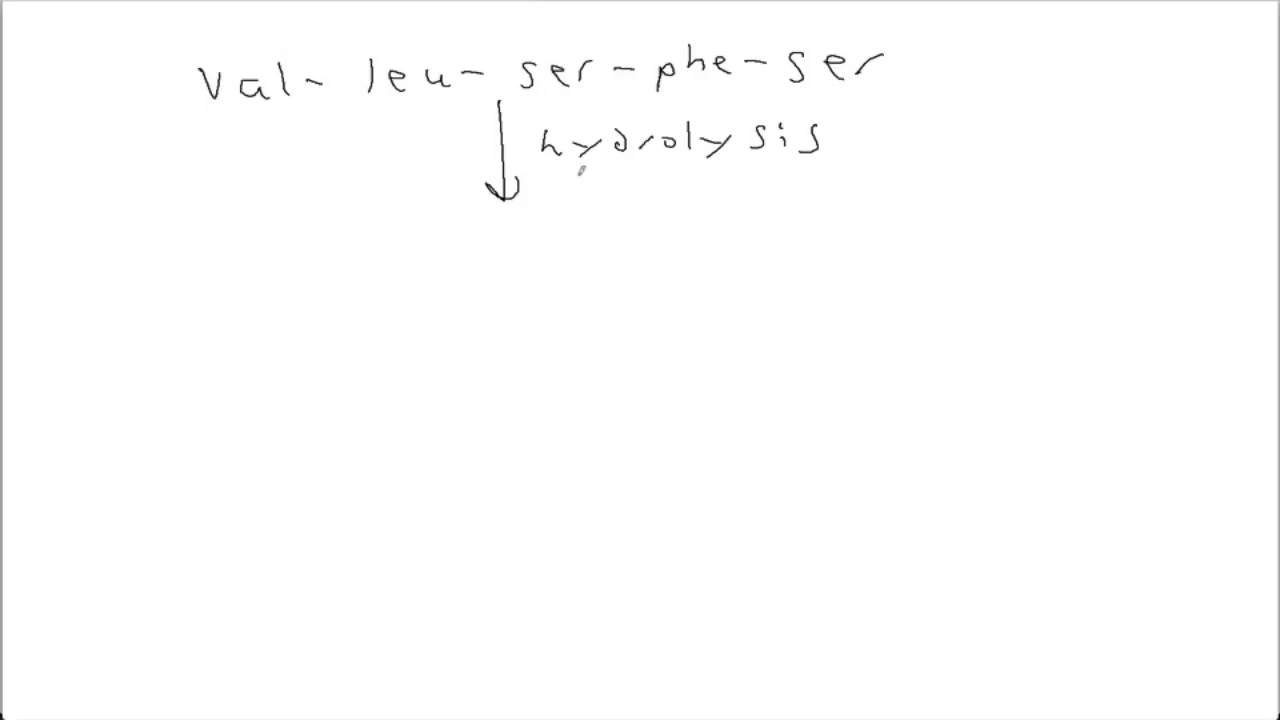 Val- leu- ser- phe- ser
hydrolysis